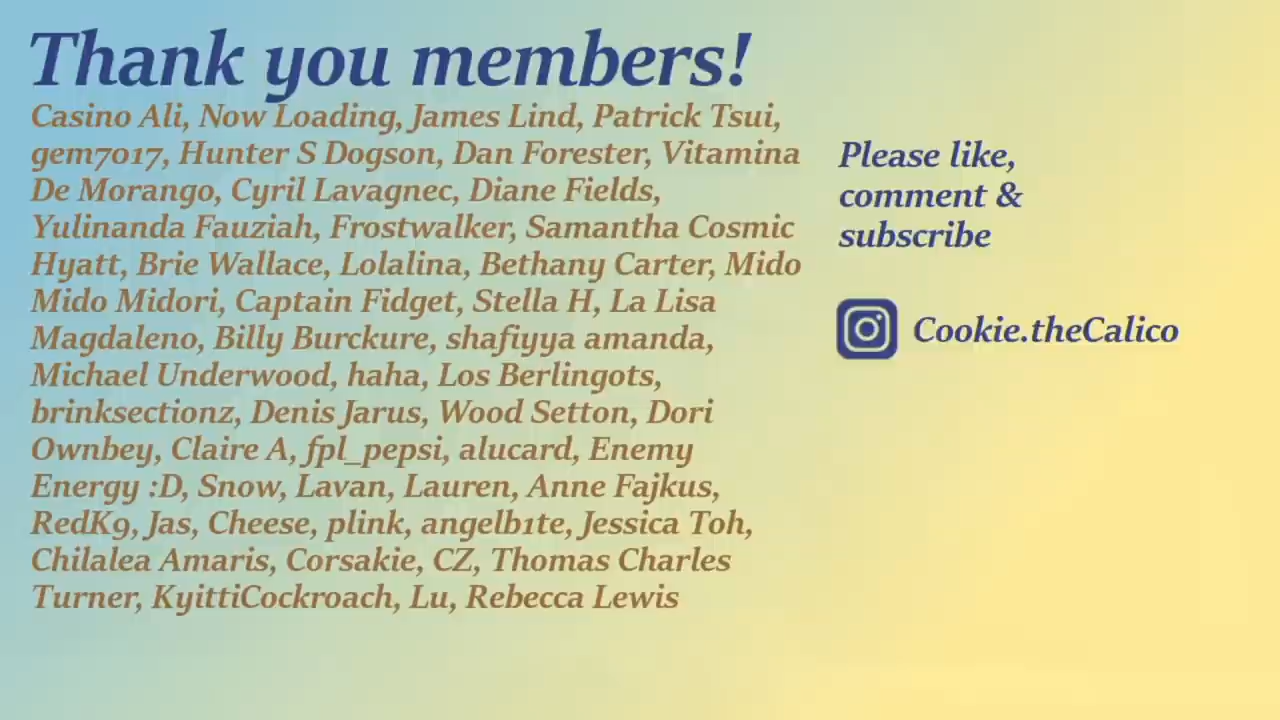 Thank you members!
Casino Ali, Now Loading, James Lind, Patrick Tsui,
gem7017, Hunter S Dogson, Dan Forester, Vitamina
De Morango, Cyril Lavagnec, Diane Fields,
Yulinanda Fauziah, Frostwalker, Samantha Cosmic
Hyatt, Brie Wallace, Lolalina, Bethany Carter, Mido
Mido Midori, Captain Fidget, Stella H, La Lisa
Magdaleno, Billy Burckure, shafiyya amanda,
Michael Underwood, haha, Los Berlingots,
brinksectionz, Denis Jarus, Wood Setton, Dori
Ownbey, Claire A, fpl_pepsi, alucard, Enemy
Energy :D, Snow, Lavan, Lauren, Anne Fajkus,
RedK9, Jas, Cheese, plink, angelb1te, Jessica Toh,
Chilalea Amaris, Corsakie, CZ, Thomas Charles
Turner, KyittiCockroach, Lu, Rebecca Lewis
Please like,
comment &
subscribe
Cookie.theCalico